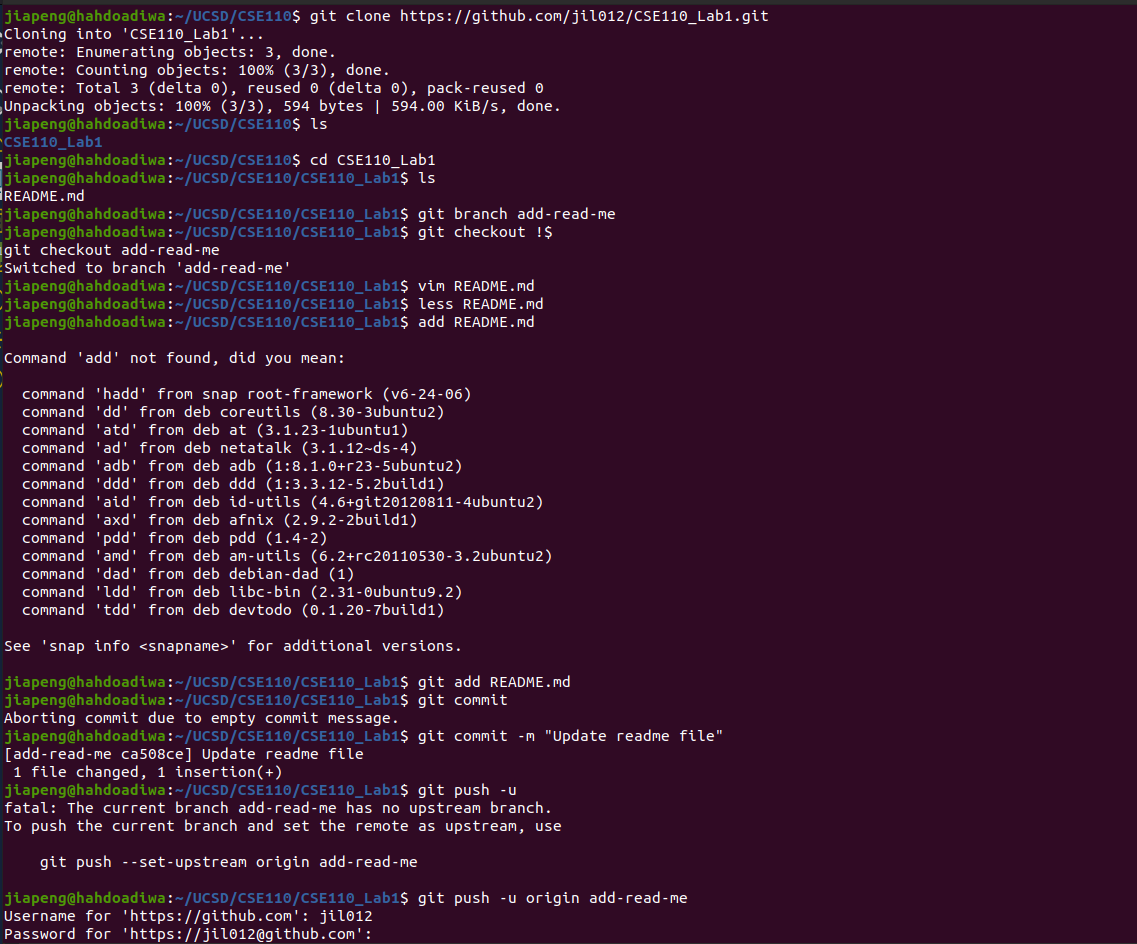 jiapeng@hahdoadiwa:~/UCSD/CSE110$ git clone https://github.com/jil012/CSE110_Lab1.git
Cloning into 'CSE110_Lab1'...
remote: Enumerating objects: 3, done.
remote: Counting objects: 100% (3/3), done.
remote: Total 3 (delta 0), reused 0 (delta 0), pack-reused 0
Unpacking objects: 100% (3/3), 594 bytes | 594.00 KiB/s, done.
jiapeng@hahdoadiwa:~/UCSD/CSE110$ ls
CSE110_Lab1
jiapeng@hahdoadiwa:~/UCSD/CSE110$ cd CSE110_Lab1
jiapeng@hahdoadiwa:~/UCSD/CSE110/CSE110_Lab1$ ls
README.md
jiapeng@hahdoadiwa:~/UCSD/CSE110/CSE110_Lab1$ git branch add-read-me
jiapeng@hahdoadiwa:~/UCSD/CSE110/CSE110_Lab1$ git checkout !$
git checkout add-read-me
Switched to branch 'add-read-me'
jiapeng@hahdoadiwa:~/UCSD/CSE110/CSE110_Lab1$ vim README.md
jiapeng@hahdoadiwa:~/UCSD/CSE110/CSE110_Lab1$ less README.md
jiapeng@hahdoadiwa:~/UCSD/CSE110/CSE110_Lab1$ add README.md

Command 'add' not found, did you mean:

  command 'hadd' from snap root-framework (v6-24-06)
  command 'dd' from deb coreutils (8.30-3ubuntu2)
  command 'atd' from deb at (3.1.23-1ubuntu1)
  command 'ad' from deb netatalk (3.1.12~ds-4)
  command 'adb' from deb adb (1:8.1.0+r23-5ubuntu2)
  command 'ddd' from deb ddd (1:3.3.12-5.2build1)
  command 'aid' from deb id-utils (4.6+git20120811-4ubuntu2)
  command 'axd' from deb afnix (2.9.2-2build1)
  command 'pdd' from deb pdd (1.4-2)
  command 'amd' from deb am-utils (6.2+rc20110530-3.2ubuntu2)
  command 'dad' from deb debian-dad (1)
  command 'ldd' from deb libc-bin (2.31-0ubuntu9.2)
  command 'tdd' from deb devtodo (0.1.20-7build1)

See 'snap info <snapname>' for additional versions.

jiapeng@hahdoadiwa:~/UCSD/CSE110/CSE110_Lab1$ git add README.md
jiapeng@hahdoadiwa:~/UCSD/CSE110/CSE110_Lab1$ git commit
Aborting commit due to empty commit message.
jiapeng@hahdoadiwa:~/UCSD/CSE110/CSE110_Lab1$ git commit -m "Update readme file"
[add-read-me ca508ce] Update readme file
 1 file changed, 1 insertion(+)
jiapeng@hahdoadiwa:~/UCSD/CSE110/CSE110_Lab1$ git push -u
fatal: The current branch add-read-me has no upstream branch.
To push the current branch and set the remote as upstream, use

    git push --set-upstream origin add-read-me

jiapeng@hahdoadiwa:~/UCSD/CSE110/CSE110_Lab1$ git push -u origin add-read-me
Username for 'https://github.com': jil012
Password for 'https://jil012@github.com':